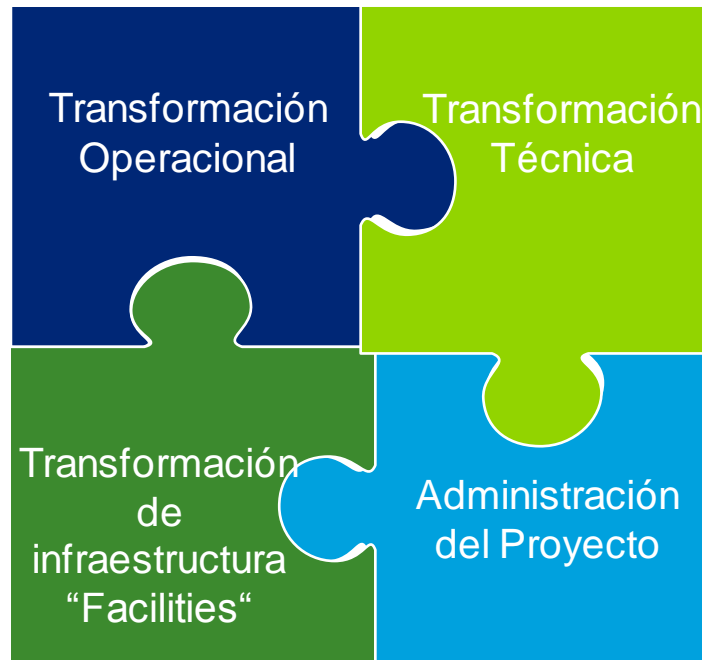 Transformación
Operacional
Transformación
Técnica
Transformación
de
infraestructura
“Facilities“
Administración
del Proyecto